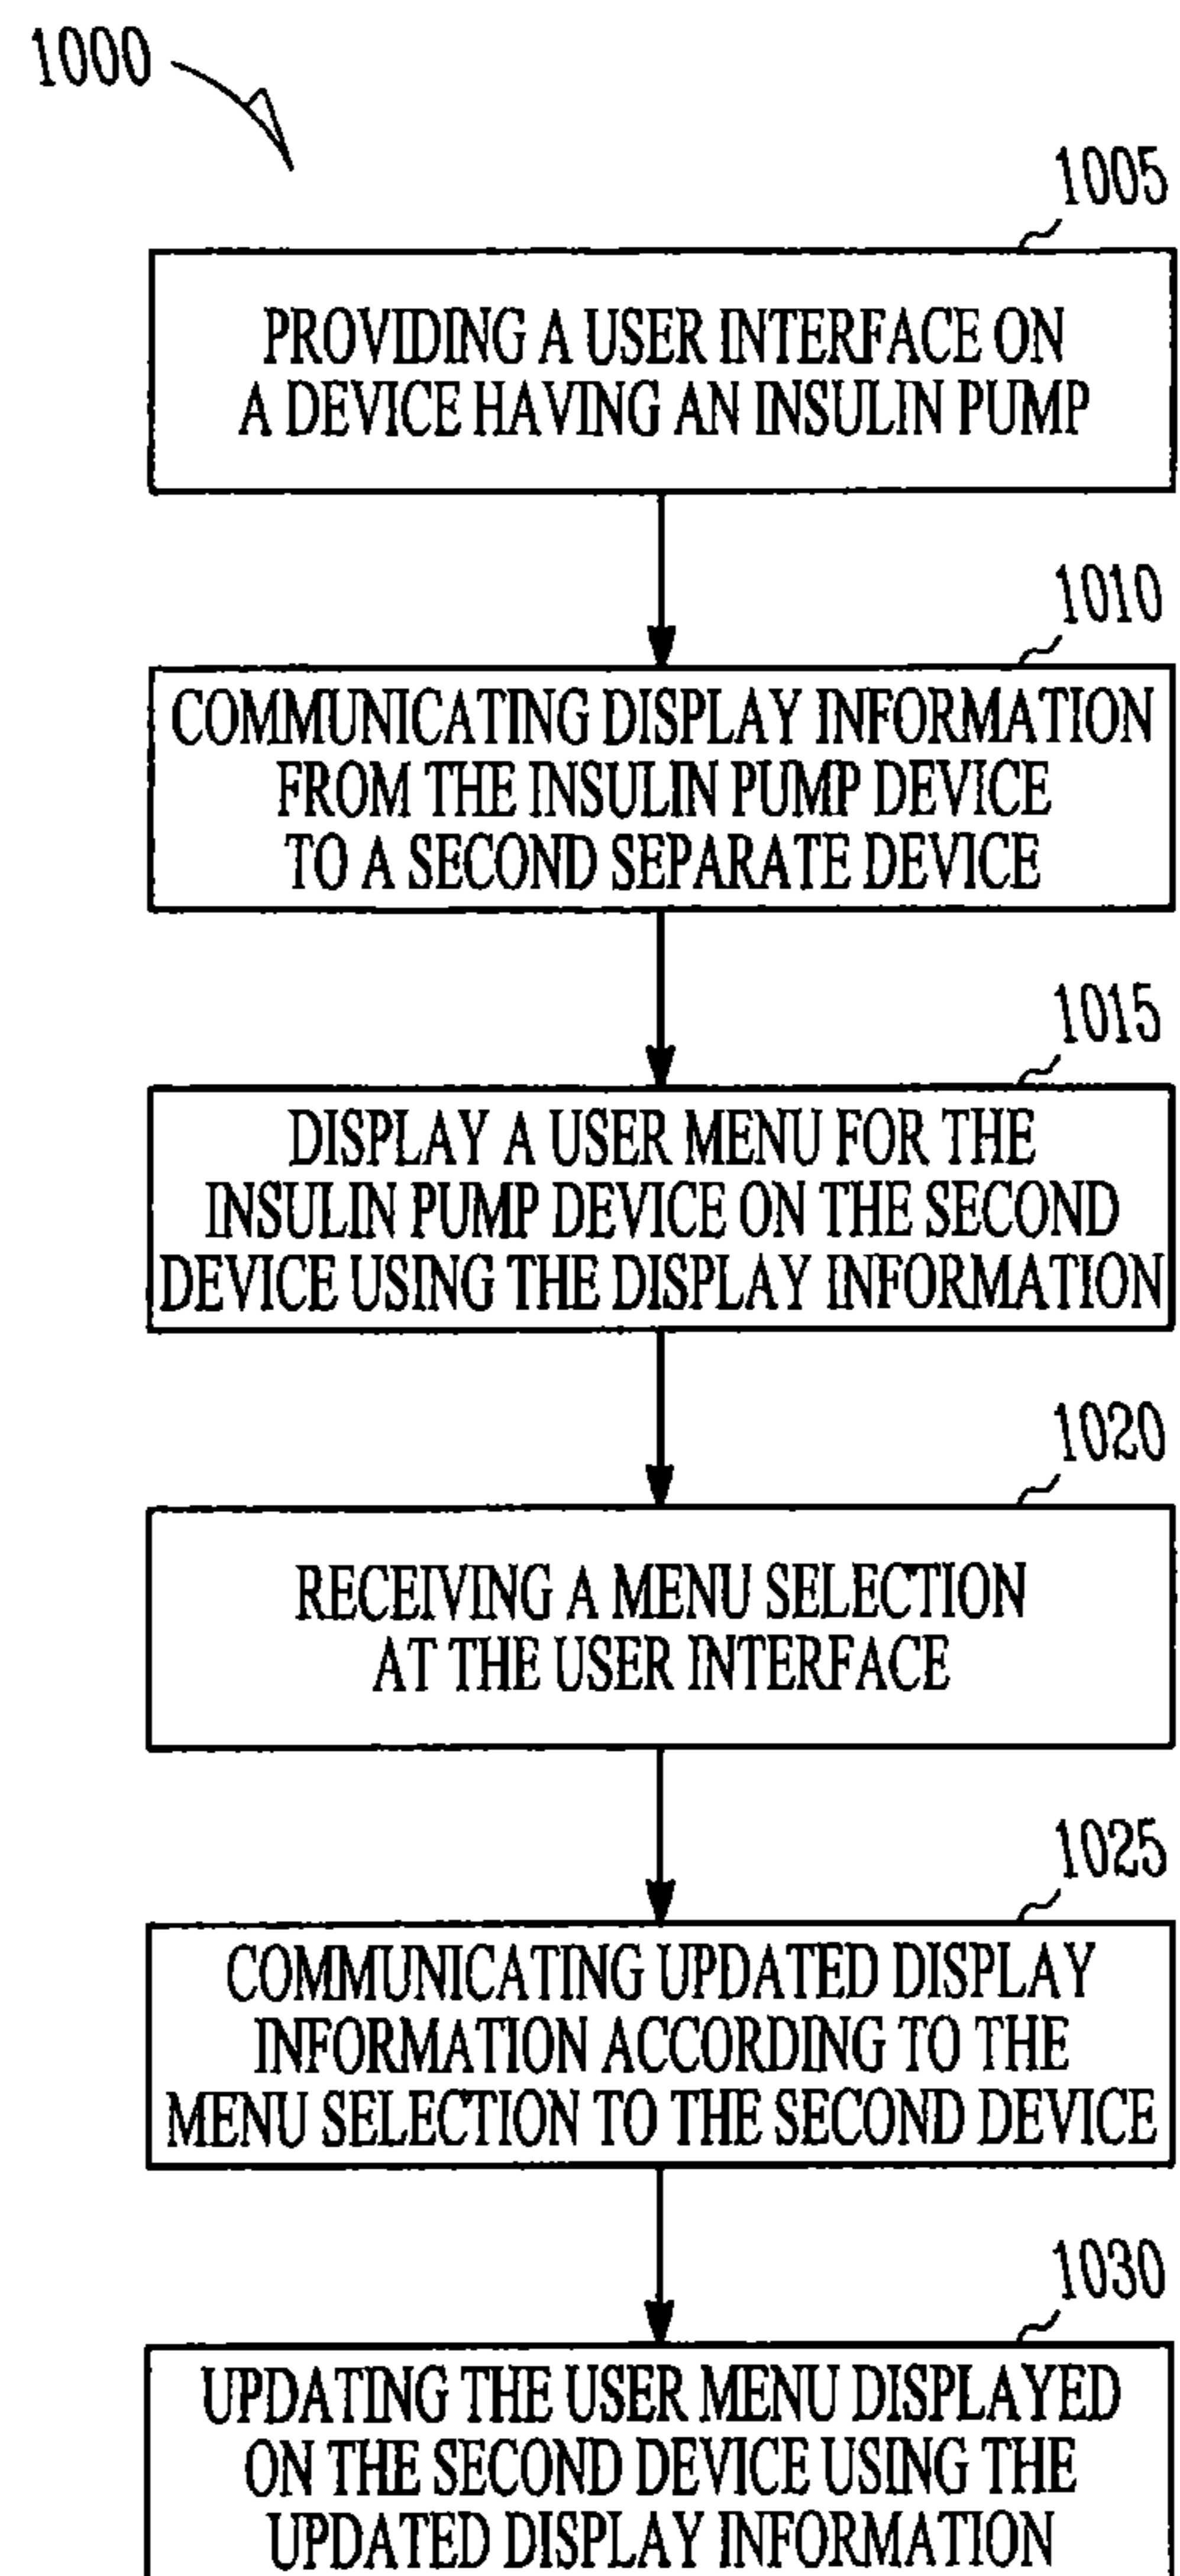 1000
1005
PROVIDING A USER INTERFACE ON
A DEVICE HAVING AN INSULIN PUMP
1010
COMMUNICATING DISPLAY INFORMATION
FROM THE INSULIN PUMP DEVICE
TO A SECOND SEPARATE DEVICE
1015
DISPLAY A USER MENU FOR THE
INSULIN PUMP DEVICE ON THE SECOND
DEVICE USING THE DISPLAY INFORMATION
1020
RECEIVING A MENU SELECTION
AT THE USER INTERFACE
1025
COMMUNICATING UPDATED DISPLAY
INFORMATION ACCORDING TO THE
MENU SELECTION TO THE SECOND DEVICE
1030
UPDATING THE USER MENU DISPLAYED
ON THE SECOND DEVICE USING THE
UPDATED DISPLAY INFORMATION